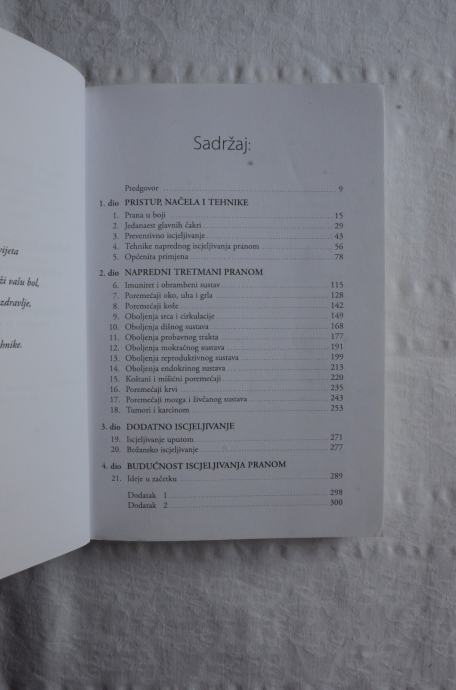 vijeta
ži vašu bol,
zdravlje,
hnike.
Sadržaj:
Predgovor 9
1. dio PRISTUP, NAČELA I TEHNIKE
1. Prana u boji 15
2. Jedanaest glavnih čakri 29
3. Preventivno iscjeljivanje 43
4. Tehnike naprednog iscjeljivanja pranom 56
5. Općenita primjena 78
2. dio NAPREDNI TRETMANI PRANOM
6. Imunitet i obrambeni sustav 115
7. Poremećaji oko, uha i grla 128
8. Poremećaji kože 142
9. Oboljenja srca i cirkulacije 149
10. Oboljenja dišnog sustava 168
11. Oboljenja probavnog trakta 177
12. Oboljenja mokraćnog sustava 191
13. Oboljenja reproduktivnog sustava 199
14. Oboljenja endokrinog sustava 213
15. Koštani i mišićni poremećaji 220
16. Poremećaji krvi 235
17. Poremećaji mozga i živčanog sustava 243
18. Tumori i karcinom 253
3. dio DODATNO ISCJELJIVANJE
19. Iscjeljivanje uputom 271
20. Božansko iscjeljivanje 277
4. dio BUDUĆNOST ISCJELJIVANJA PRANOM
21. Ideje u začetku 289
Dodatak 1 298
Dodatak 2 300